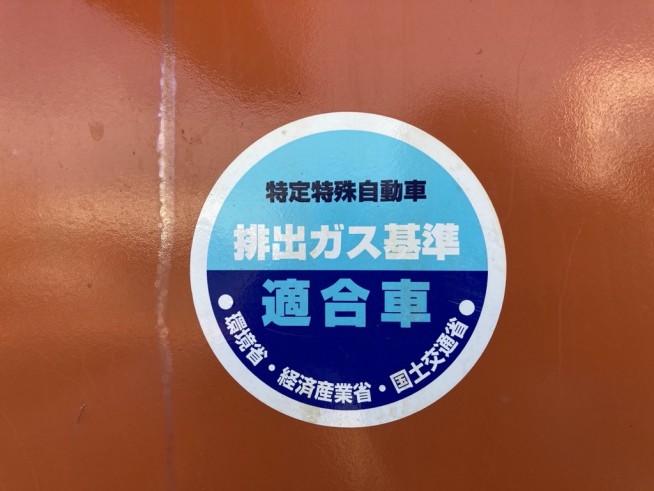 特定特殊自動車
排出ガス基準
適合車
●環境省・経済産業省・国土交通省●